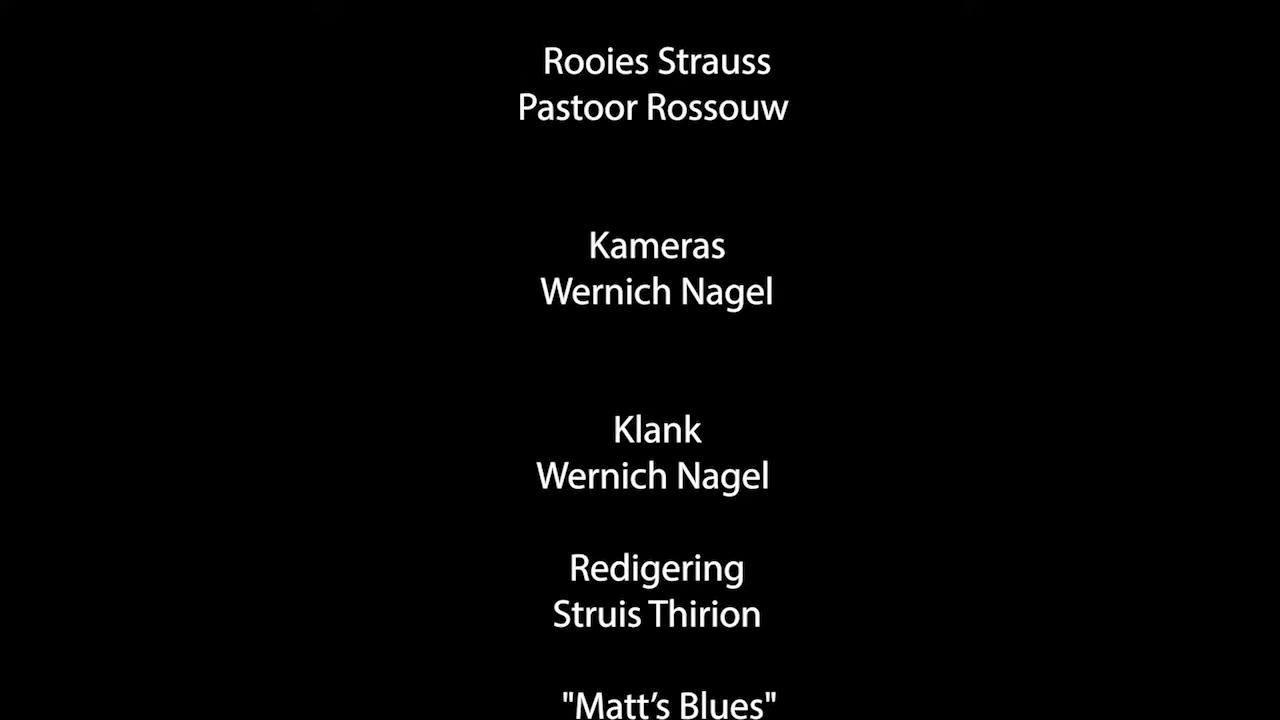 Rooies Strauss
Pastoor Rossouw
Kameras
Wernich Nagel
Klank
Wernich Nagel
Redigering
Struis Thirion
"Matt’s Blues"